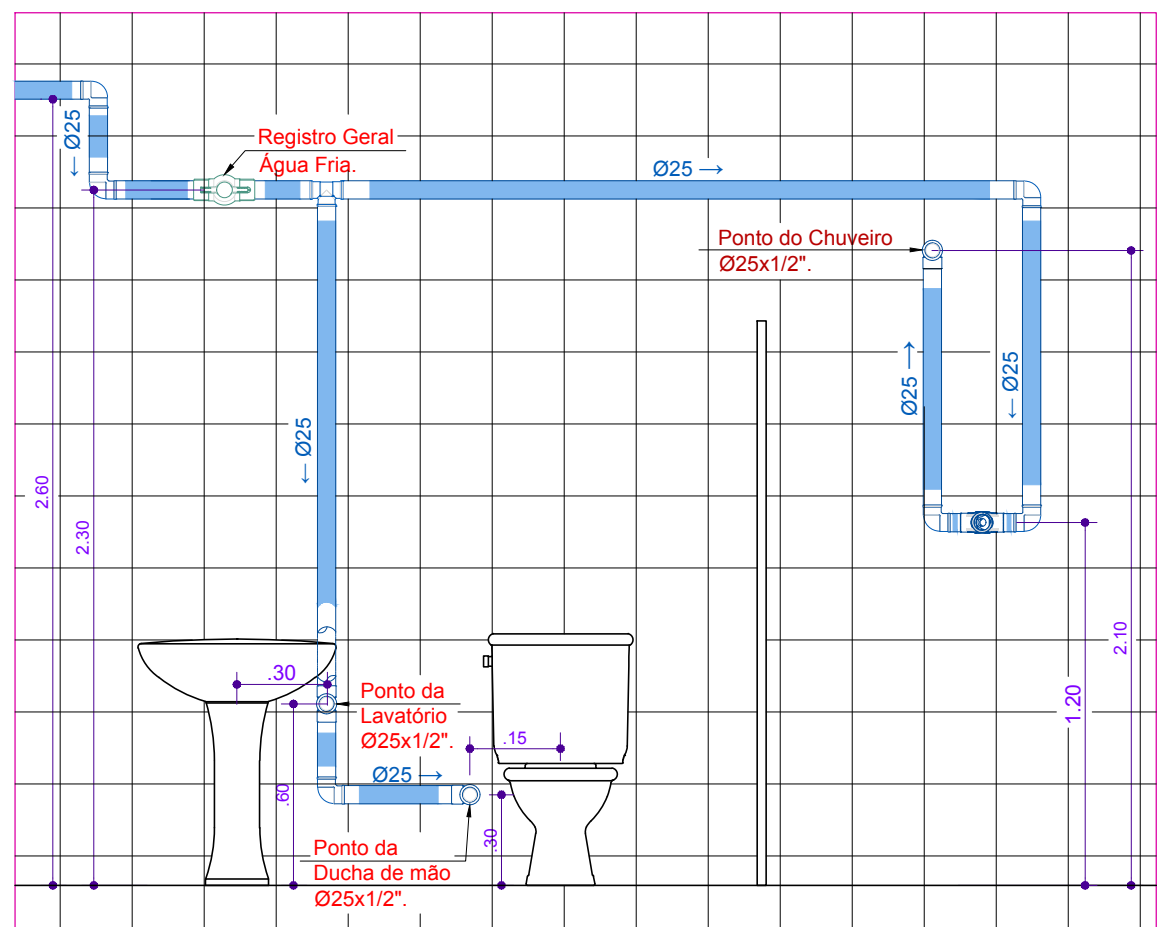 Ø25 →
Registro Geral
Água Fria.
Ø25 →
Ponto do Chuveiro
Ø25x1/2".
Ø25 →
← Ø25
← Ø25
← Ø25
2.60
2.30
2.10
1.20
.30
Ponto da
Lavatório
Ø25x1/2".
.15
.60
.30
Ponto da
Ducha de mão
Ø25x1/2".